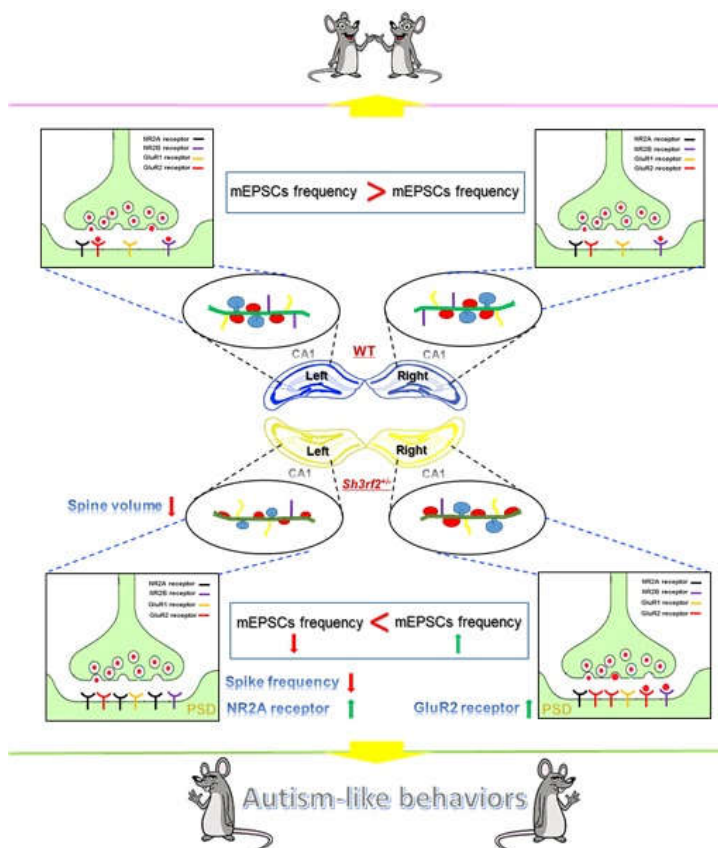 NR2A receptor
NR2B receptor
GluR1 receptor
GluR2 receptor
NR2A receptor
NR2B receptor
GluR1 receptor
GluR2 receptor
mEPSCs frequency > mEPSCs frequency
CA1 WT CA1
Left Right
Left Right
CA1 CA1
Sh3rf2+/-
Spine volume
NR2A receptor
NR2B receptor
GluR1 receptor
GluR2 receptor
PSD
NR2A receptor
NR2B receptor
GluR1 receptor
GluR2 receptor
PSD
mEPSCs frequency < mEPSCs frequency
Spike frequency
NR2A receptor GluR2 receptor
Autism-like behaviors